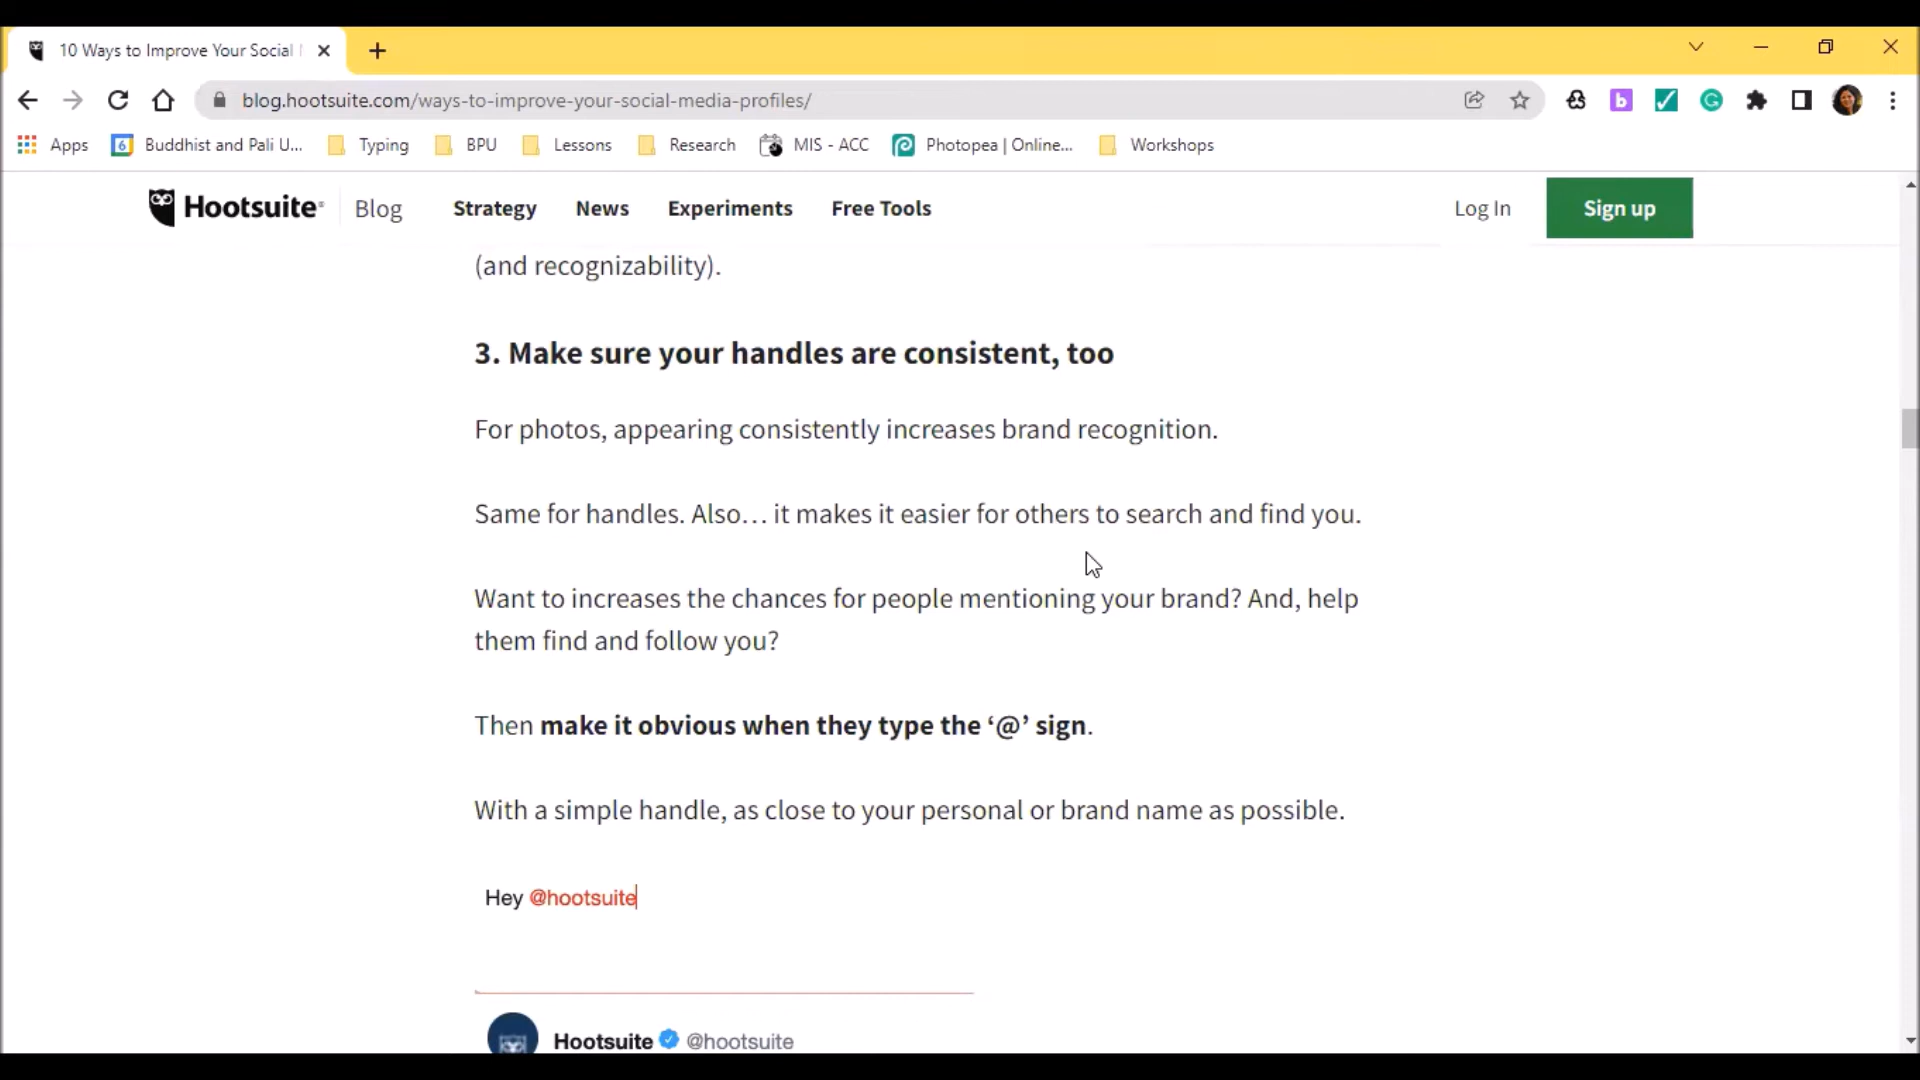 10 Ways to Improve Your Social
blog.hootsuite.com/ways-to-improve-your-social-media-profiles/
Apps 6 Buddhist and Pali U... Typing BPU Lessons Research MIS - ACC Photopea | Online... Workshops
Hootsuite Blog Strategy News Experiments Free Tools Log In Sign up
(and recognizability).
3. Make sure your handles are consistent, too
For photos, appearing consistently increases brand recognition.
Same for handles. Also… it makes it easier for others to search and find you.
Want to increases the chances for people mentioning your brand? And, help
them find and follow you?
Then make it obvious when they type the ‘@’ sign.
With a simple handle, as close to your personal or brand name as possible.
Hey @hootsuite
Hootsuite @hootsuite